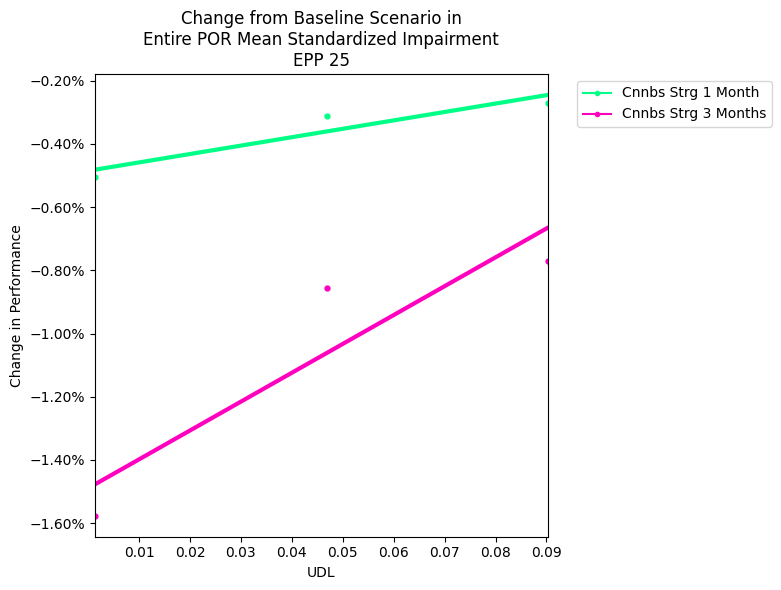 Change from Baseline Scenario in
Entire POR Mean Standardized Impairment
EPP 25
−0.20%
−0.40%
−0.60%
−0.80%
−1.00%
−1.20%
−1.40%
−1.60%
Change in Performance
0.01 0.02 0.03 0.04 0.05 0.06 0.07 0.08 0.09
UDL
Cnnbs Strg 1 Month
Cnnbs Strg 3 Months